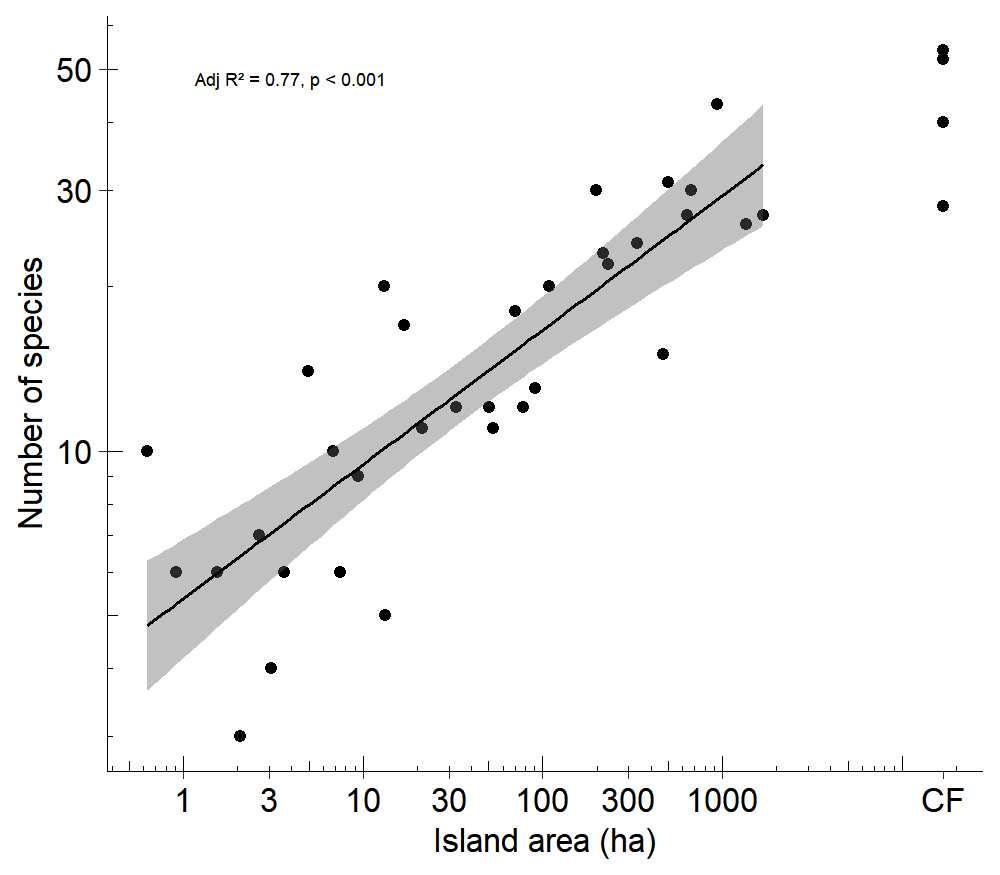 Adj R² = 0.77, p < 0.001
50
30
10
Number of species
1 3 10 30 100 300 1000 CF
Island area (ha)